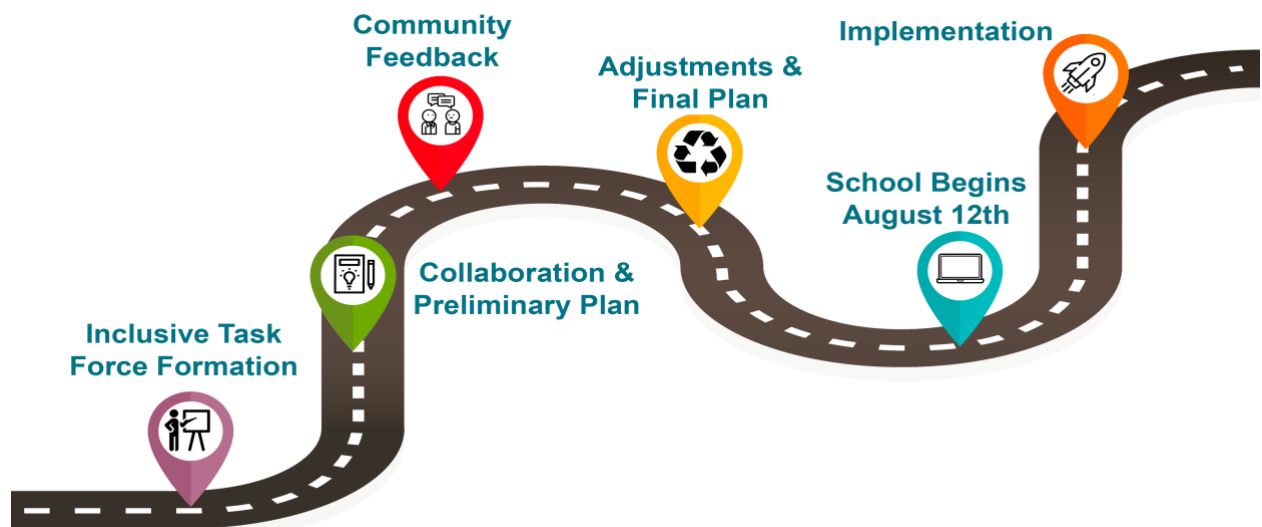 Inclusive Task
Force Formation
Collaboration &
Preliminary Plan
Community
Feedback
Adjustments &
Final Plan
School Begins
August 12th
Implementation